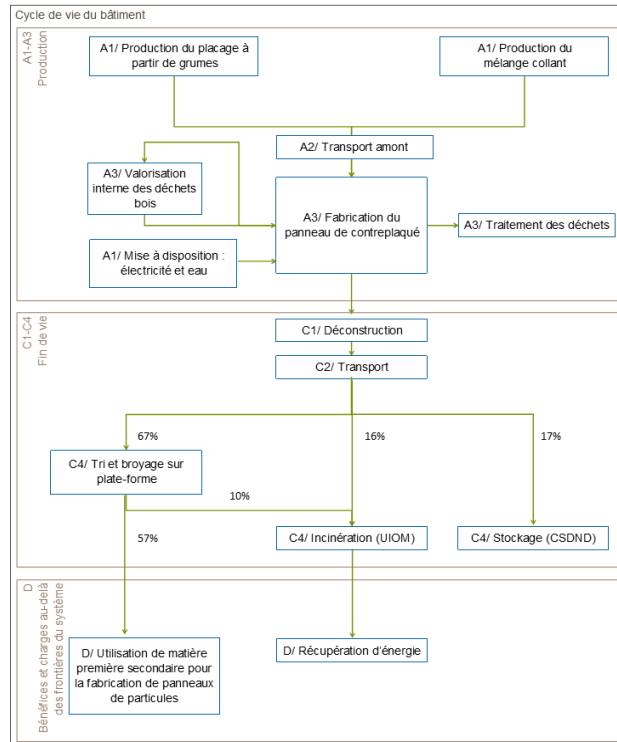 Cycle de vie du bâtiment
A1-A3
Production
A1/ Production du placage à
partir de grumes
A1/ Production du
mélange collant
A2/ Transport amont
A3/ Valorisation
interne des déchets
bois
A3/ Fabrication du
panneau de contreplaqué
A3/ Traitement des déchets
A1/ Mise à disposition :
électricité et eau
C1-C4
Fin de vie
C1/ Déconstruction
C2/ Transport
67%
16%
17%
C4/ Tri et broyage sur
plate-forme
10%
57%
C4/ Incinération (UIOM)
C4/ Stockage (CSDND)
D
Bénéfices et charges au-delà
des frontières du système
D/ Utilisation de matière
première secondaire pour
la fabrication de panneaux
de particules
D/ Récupération d'énergie